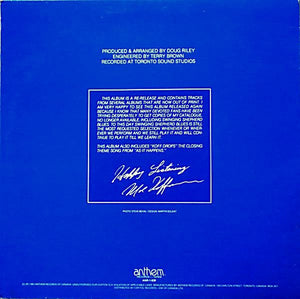 PRODUCED & ARRANGED BY DOUG RILEY
ENGINEERED BY TERRY BROWN
RECORDED AT TORONTO SOUND STUDIOS
THIS ALBUM IS A RE-RELEASE AND CONTAINS TRACKS
FROM SEVERAL ALBUMS THAT ARE NOW OUT OF PRINT. I
AM VERY HAPPY TO SEE THIS ALBUM RELEASED AGAIN
BECAUSE I KNOW THAT MANY DEVOTED FANS HAVE BEEN
TRYING DESPERATELY TO GET COPIES OF MY CATALOGUE
NO LONGER AVAILABLE, INCLUDING SWINGING SHEPHERD
BLUES. TO THIS DAY SWINGING SHEPHERD BLUES IS STILL
THE MOST REQUESTED SELECTION WHENEVER OR WHER-
EVER WE PERFORM AND WE STILL PLAY IT AND WILL CON-
TINUE TO PLAY IT TILL WE LEARN IT.
THIS ALBUM ALSO INCLUDES "KOFF DROPS" THE CLOSING
THEME SONG FROM "AS IT HAPPENS."
Happy Listening
Moe Koffman
anthem